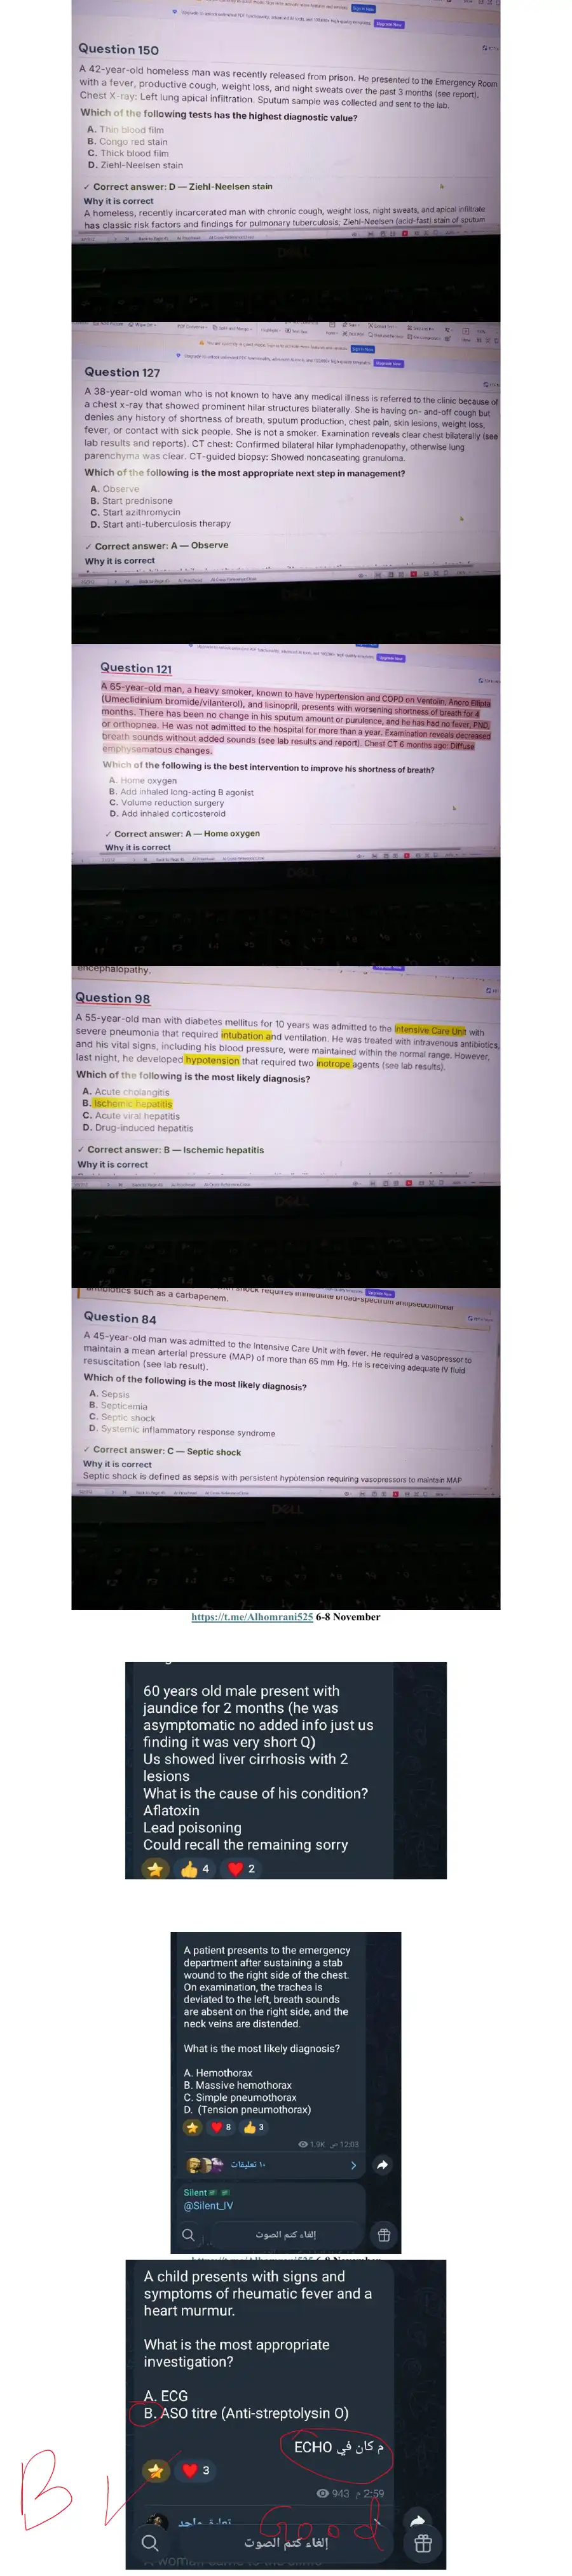 Question 150
A 42-year-old homeless man was recently released from prison. He presented to the Emergency Room
with a fever, productive cough, weight loss, and night sweats over the past 3 months (see report).
Chest X-ray: Left lung apical infiltration. Sputum sample was collected and sent to the lab.
Which of the following tests has the highest diagnostic value?
A. Thin blood film
B. Congo red stain
C. Thick blood film
D. Ziehl-Neelsen stain
✓ Correct answer: D — Ziehl-Neelsen stain
Why it is correct
A homeless, recently incarcerated man with chronic cough, weight loss, night sweats, and apical infiltrate
has classic risk factors and findings for pulmonary tuberculosis; Ziehl-Neelsen (acid-fast) stain of sputum
DELL
Question 127
A 38-year-old woman who is not known to have any medical illness is referred to the clinic because of
a chest x-ray that showed prominent hilar structures bilaterally. She is having on- and-off cough but
denies any history of shortness of breath, sputum production, chest pain, skin lesions, weight loss,
fever, or contact with sick people. She is not a smoker. Examination reveals clear chest bilaterally (see
lab results and reports). CT chest: Confirmed bilateral hilar lymphadenopathy, otherwise lung
parenchyma was clear. CT-guided biopsy: Showed noncaseating granuloma.
Which of the following is the most appropriate next step in management?
A. Observe
B. Start prednisone
C. Start azithromycin
D. Start anti-tuberculosis therapy
✓ Correct answer: A — Observe
Why it is correct
DELL
Question 121
A 65-year-old man, a heavy smoker, known to have hypertension and COPD on Ventolin, Anoro Ellipta
(Umeclidinium bromide/vilanterol), and lisinopril, presents with worsening shortness of breath for 4
months. There has been no change in his sputum amount or purulence, and he has had no fever, PND,
or orthopnea. He was not admitted to the hospital for more than a year. Examination reveals decreased
breath sounds without added sounds (see lab results and report). Chest CT 6 months ago: Diffuse
emphysematous changes.
Which of the following is the best intervention to improve his shortness of breath?
A. Home oxygen
B. Add inhaled long-acting B agonist
C. Volume reduction surgery
D. Add inhaled corticosteroid
✓ Correct answer: A — Home oxygen
Why it is correct
DELL
encephalopathy.
Question 98
A 55-year-old man with diabetes mellitus for 10 years was admitted to the Intensive Care Unit with
severe pneumonia that required intubation and ventilation. He was treated with intravenous antibiotics,
and his vital signs, including his blood pressure, were maintained within the normal range. However,
last night, he developed hypotension that required two inotrope agents (see lab results).
Which of the following is the most likely diagnosis?
A. Acute cholangitis
B. Ischemic hepatitis
C. Acute viral hepatitis
D. Drug-induced hepatitis
✓ Correct answer: B — Ischemic hepatitis
Why it is correct
DELL
shock requires immediate broad-spectrum antipseudomonal
antibiotics such as a carbapenem.
Question 84
A 45-year-old man was admitted to the Intensive Care Unit with fever. He required a vasopressor to
maintain a mean arterial pressure (MAP) of more than 65 mm Hg. He is receiving adequate IV fluid
resuscitation (see lab result).
Which of the following is the most likely diagnosis?
A. Sepsis
B. Septicemia
C. Septic shock
D. Systemic inflammatory response syndrome
✓ Correct answer: C — Septic shock
Why it is correct
Septic shock is defined as sepsis with persistent hypotension requiring vasopressors to maintain MAP
DELL
https://t.me/Alhomrani525 6-8 November
60 years old male present with
jaundice for 2 months (he was
asymptomatic no added info just us
finding it was very short Q)
Us showed liver cirrhosis with 2
lesions
What is the cause of his condition?
Aflatoxin
Lead poisoning
Could recall the remaining sorry
4 2
A patient presents to the emergency
department after sustaining a stab
wound to the right side of the chest.
On examination, the trachea is
deviated to the left, breath sounds
are absent on the right side, and the
neck veins are distended.
What is the most likely diagnosis?
A. Hemothorax
B. Massive hemothorax
C. Simple pneumothorax
D. (Tension pneumothorax)
8 3
1.9K 12:03 ص
١٠ تعليقات
Silent
@Silent_IV
إلغاء كتم الصوت
https://t.me/Alhomrani525 6-8 November
A child presents with signs and
symptoms of rheumatic fever and a
heart murmur.
What is the most appropriate
investigation?
A. ECG
B. ASO titre (Anti-streptolysin O)
م كان في ECHO
3
943 2:59 م
B
Good
تعليق واحد
إلغاء كتم الصوت
A woman came to the clinic